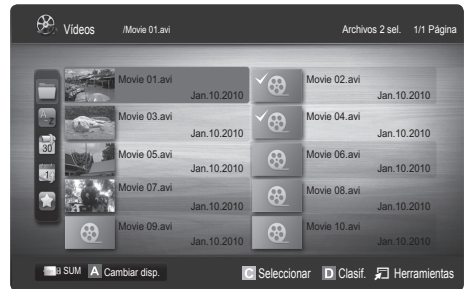 Vídeos /Movie 01.avi Archivos 2 sel. 1/1 Página
Movie 01.avi Movie 02.avi
Jan.10.2010 Jan.10.2010
Movie 03.avi Movie 04.avi
Jan.10.2010 Jan.10.2010
30
Movie 05.avi Movie 06.avi
Jan.10.2010 Jan.10.2010
1
Movie 07.avi Movie 08.avi
Jan.10.2010 Jan.10.2010
Movie 09.avi Movie 10.avi
Jan.10.2010 Jan.10.2010
SUM A Cambiar disp. C Seleccionar D Clasif. Herramientas